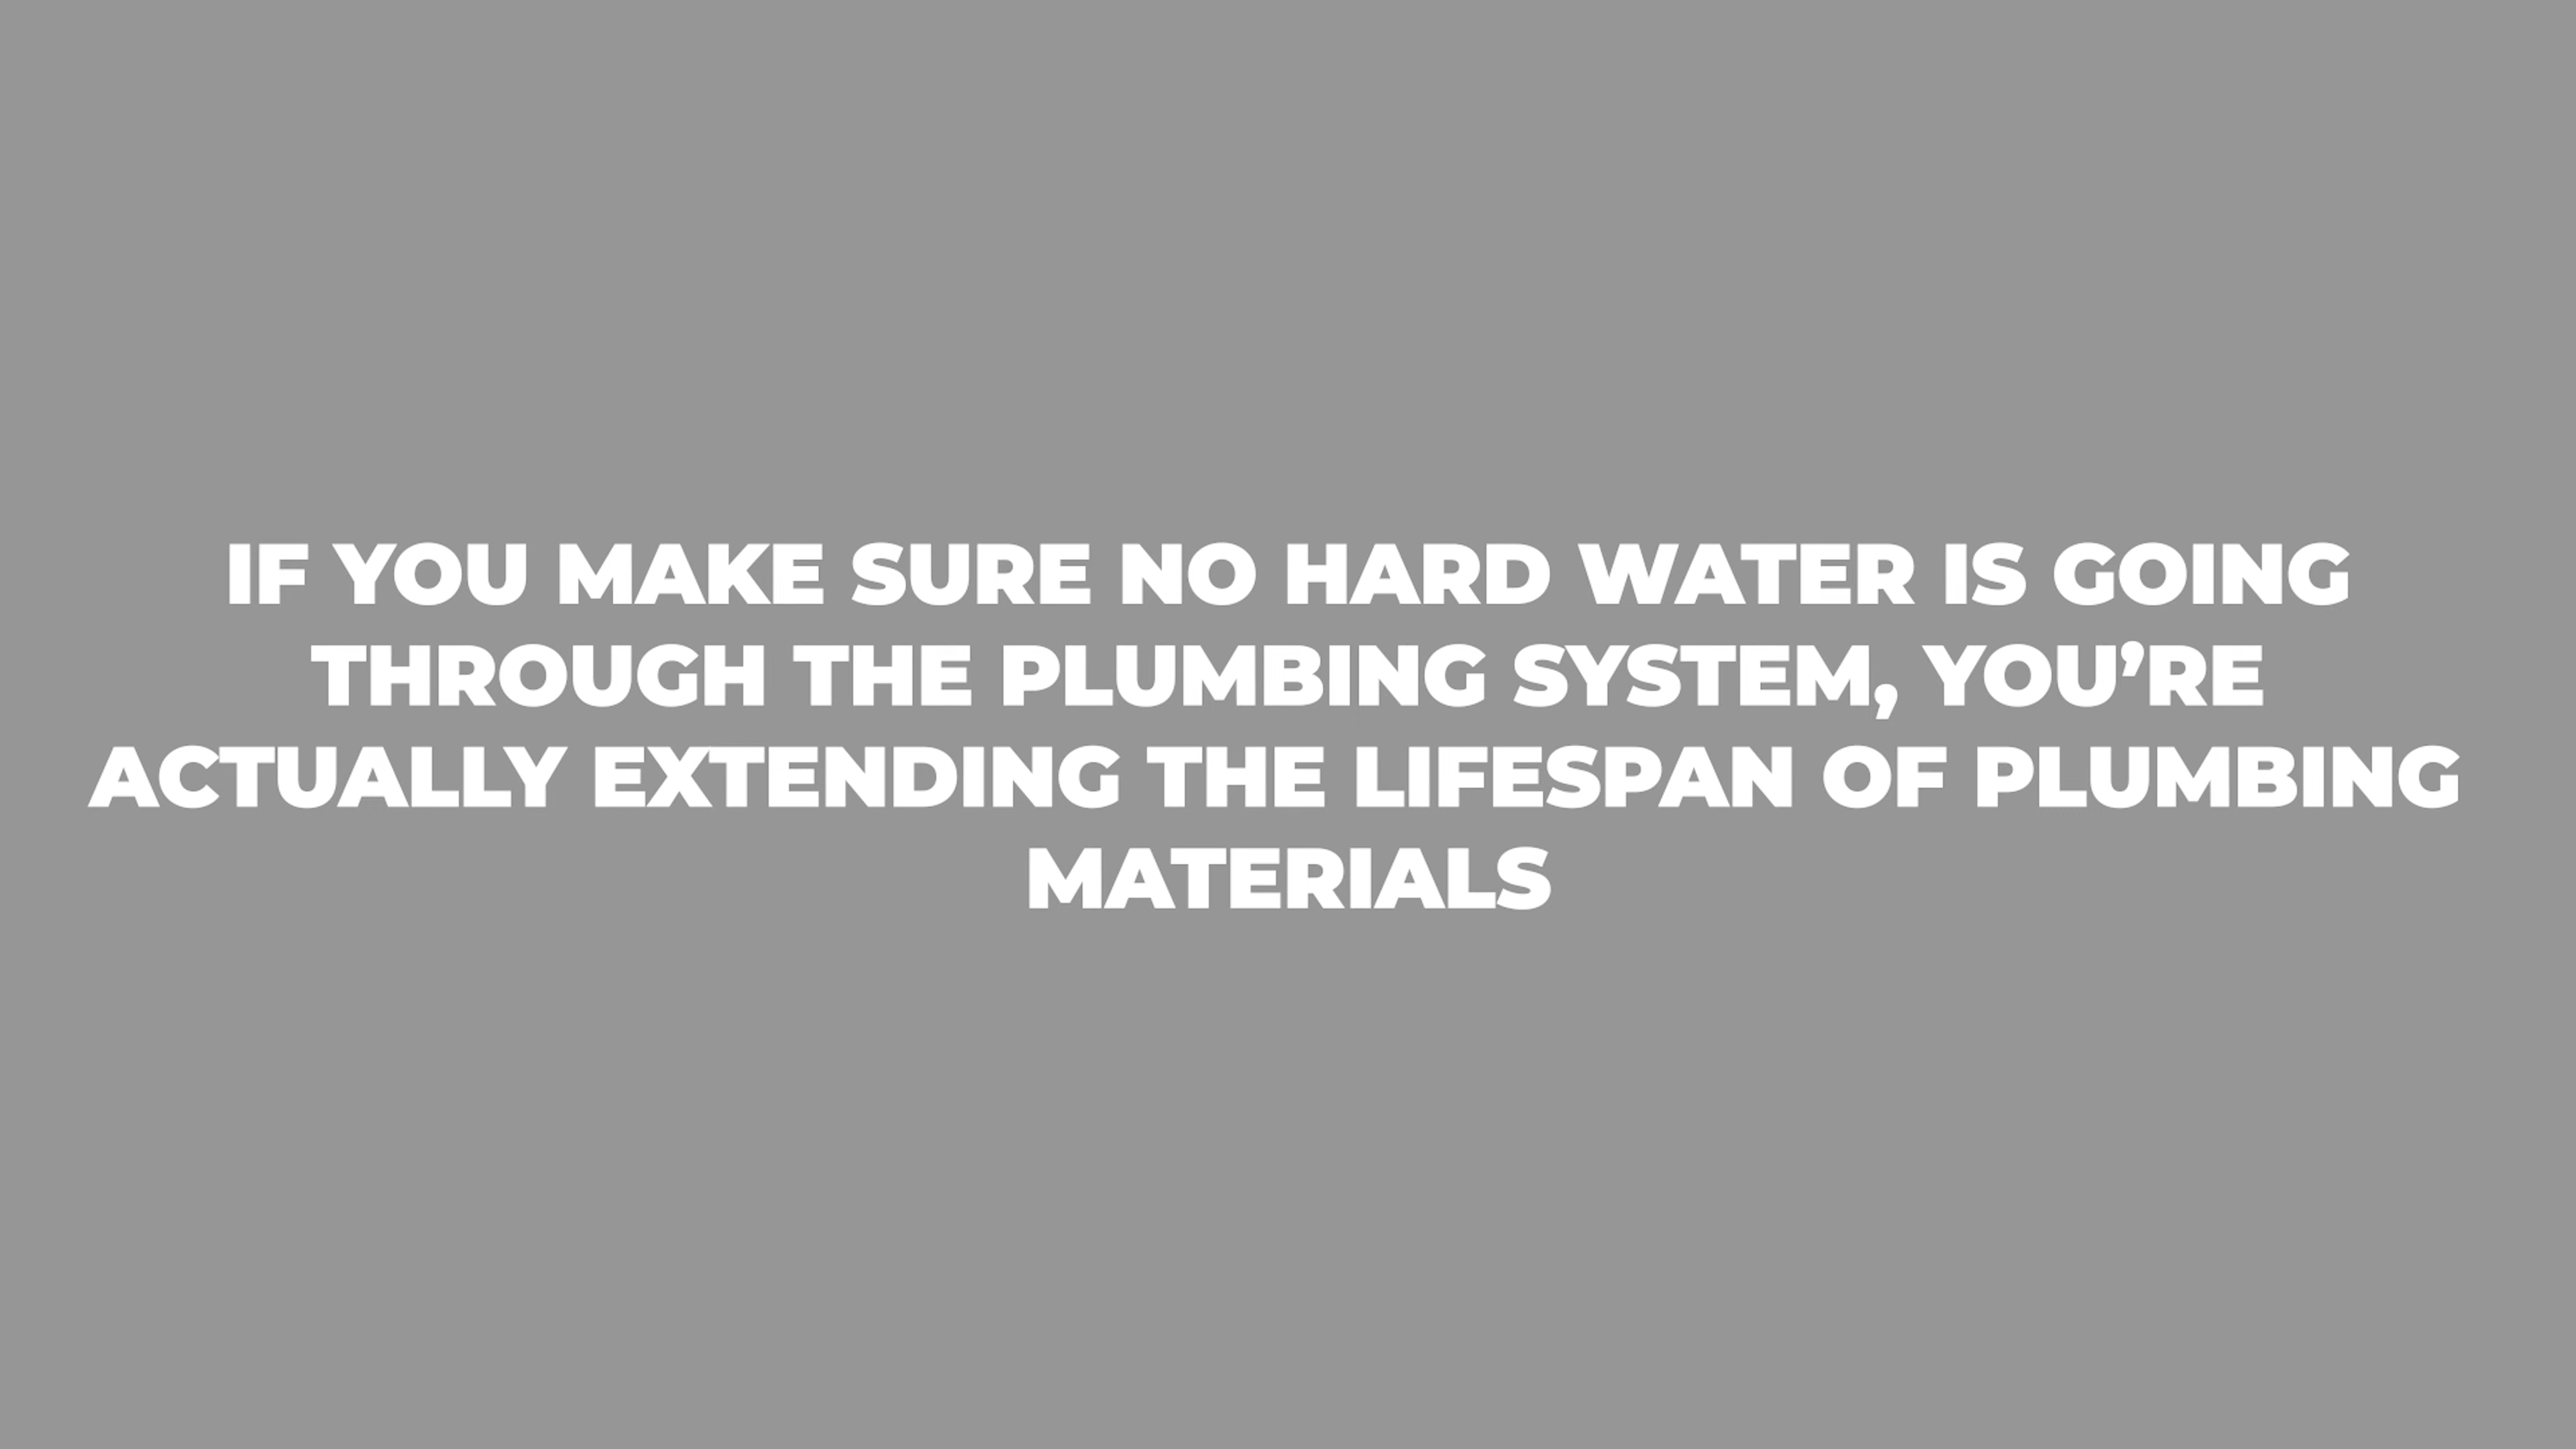 IF YOU MAKE SURE NO HARD WATER IS GOING
THROUGH THE PLUMBING SYSTEM, YOU’RE
ACTUALLY EXTENDING THE LIFESPAN OF PLUMBING
MATERIALS